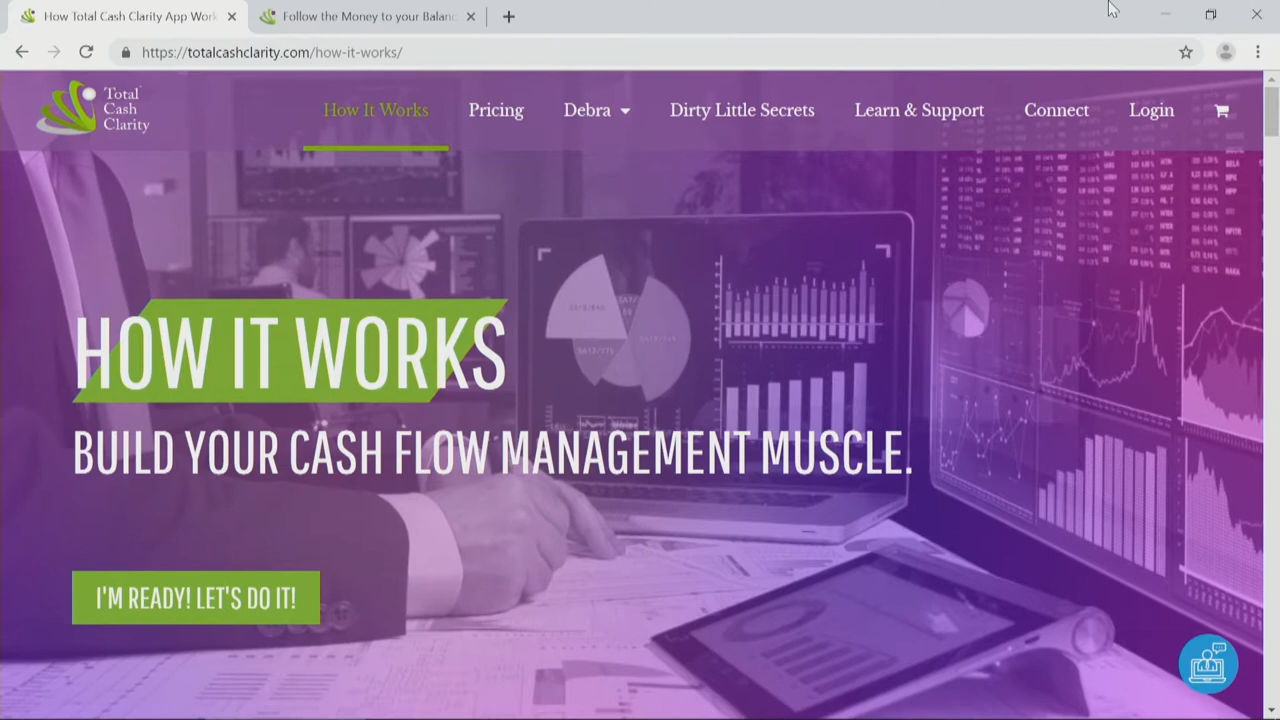 How Total Cash Clarity App Work
Follow the Money to your Balanc
https://totalcashclarity.com/how-it-works/
Total
Cash
Clarity
How It Works
Pricing
Debra
Dirty Little Secrets
Learn & Support
Connect
Login
HOW IT WORKS
BUILD YOUR CASH FLOW MANAGEMENT MUSCLE.
I'M READY! LET'S DO IT!